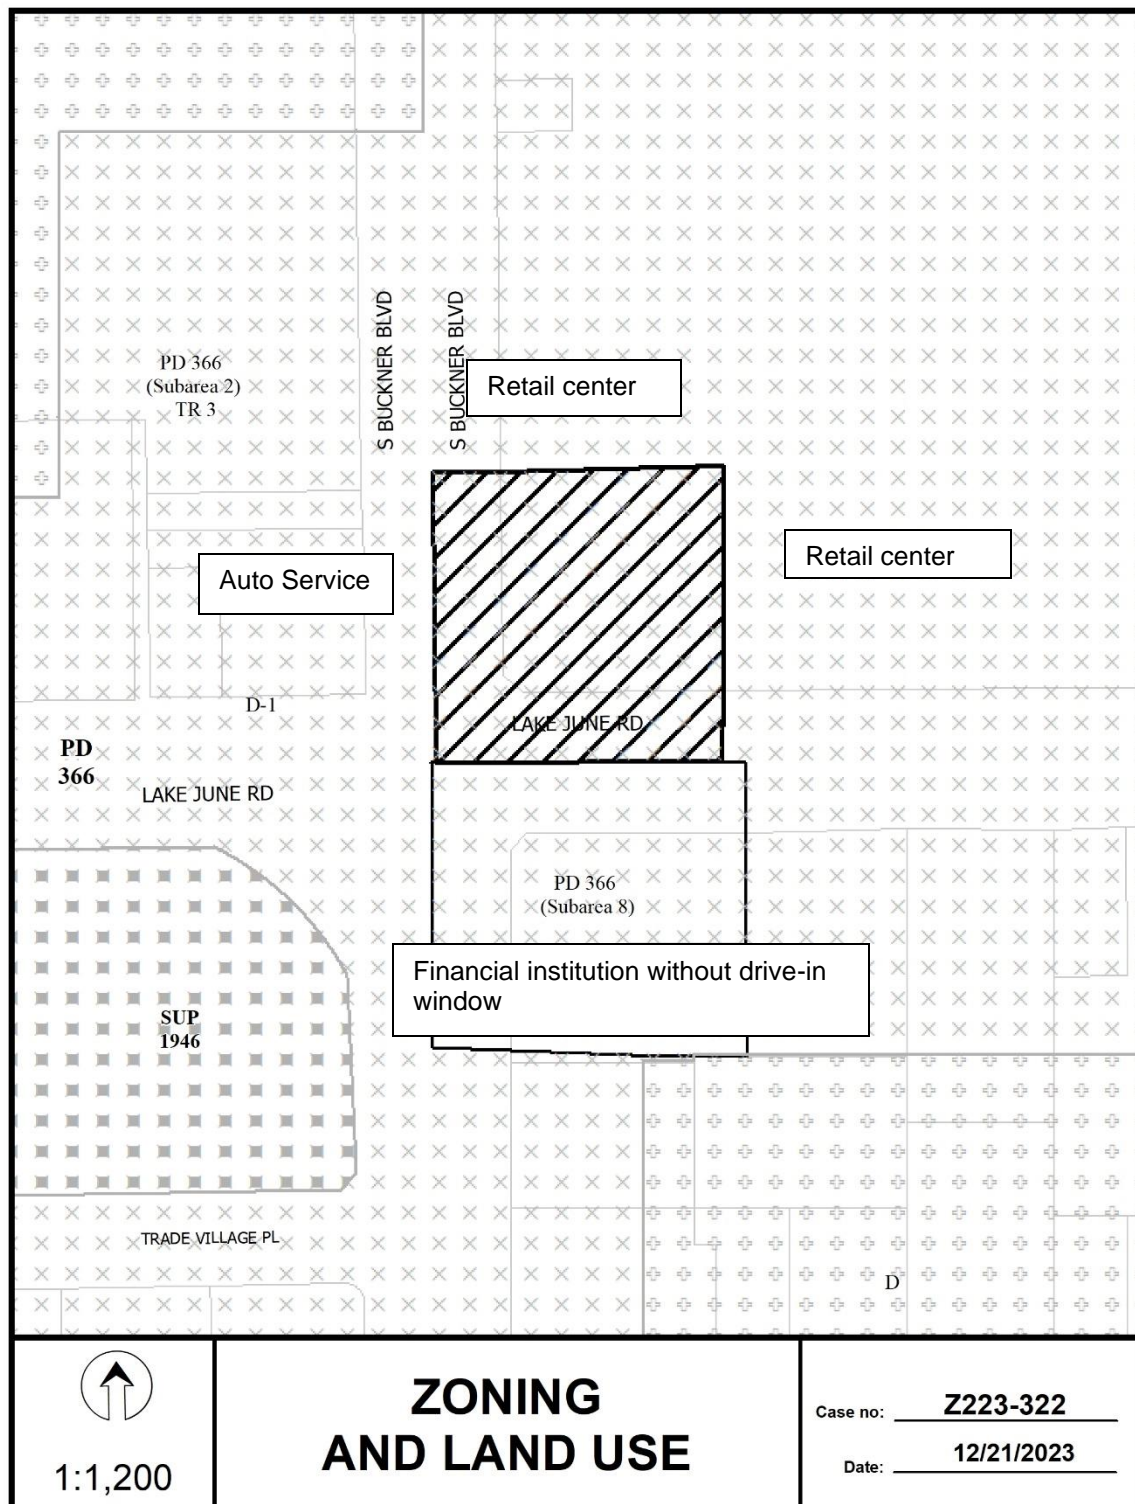 S BUCKNER BLVD
S BUCKNER BLVD
PD 366
(Subarea 2)
TR 3
Retail center
Retail center
Auto Service
D-1
LAKE JUNE RD
PD
366
LAKE JUNE RD
PD 366
(Subarea 8)
Financial institution without drive-in
window
SUP
1946
TRADE VILLAGE PL
D
1:1,200
ZONING
AND LAND USE
Case no: Z223-322
Date: 12/21/2023